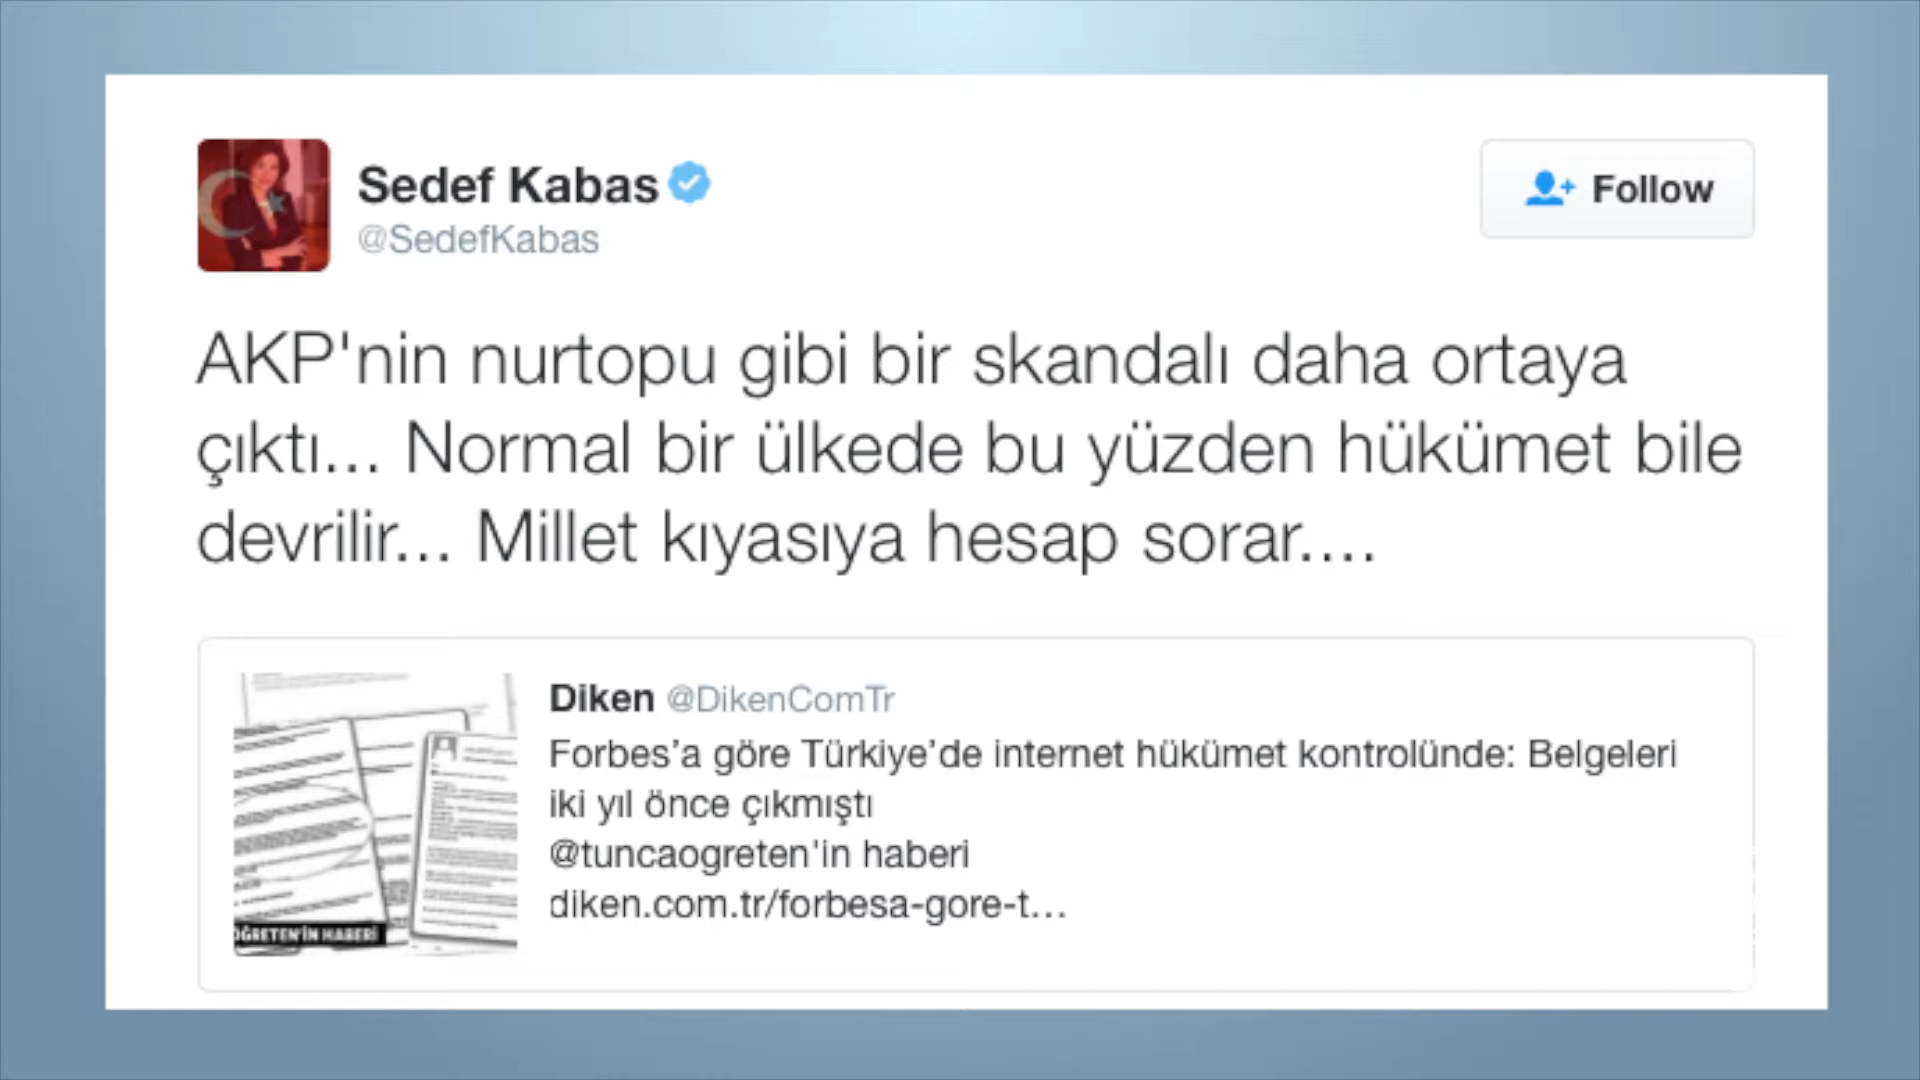 Sedef Kabas
@SedefKabas
Follow
AKP'nin nurtopu gibi bir skandalı daha ortaya
çıktı... Normal bir ülkede bu yüzden hükümet bile
devrilir... Millet kıyasıya hesap sorar....
Diken @DikenComTr
Forbes’a göre Türkiye’de internet hükümet kontrolünde: Belgeleri
iki yıl önce çıkmıştı
@tuncaogreten'in haberi
diken.com.tr/forbesa-gore-t...
ÖĞRETEN'İN HABERİ